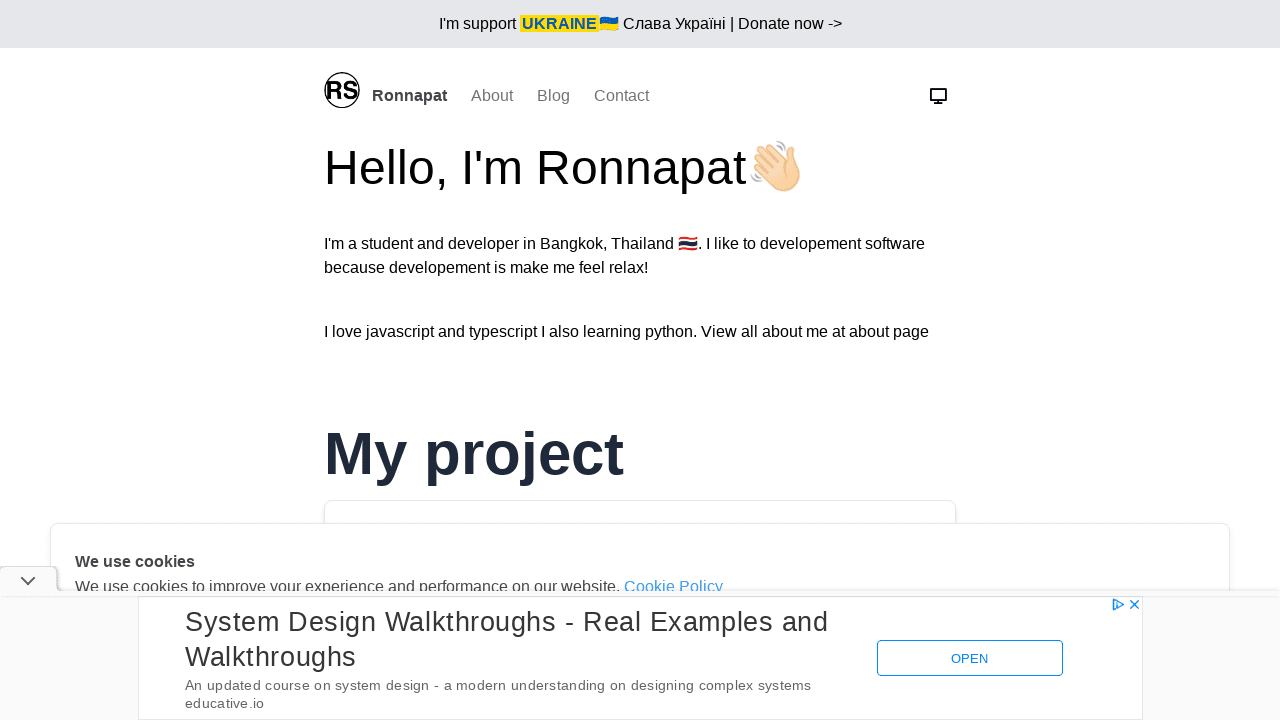 I'm support UKRAINE🇺🇦 Слава Україні | Donate now ->
RS Ronnapat About Blog Contact
Hello, I'm Ronnapat👋🏻
I'm a student and developer in Bangkok, Thailand 🇹🇭. I like to developement software
because developement is make me feel relax!
I love javascript and typescript I also learning python. View all about me at about page
My project
We use cookies
We use cookies to improve your experience and performance on our website. Cookie Policy
System Design Walkthroughs - Real Examples and
Walkthroughs
An updated course on system design - a modern understanding on designing complex systems
educative.io
OPEN